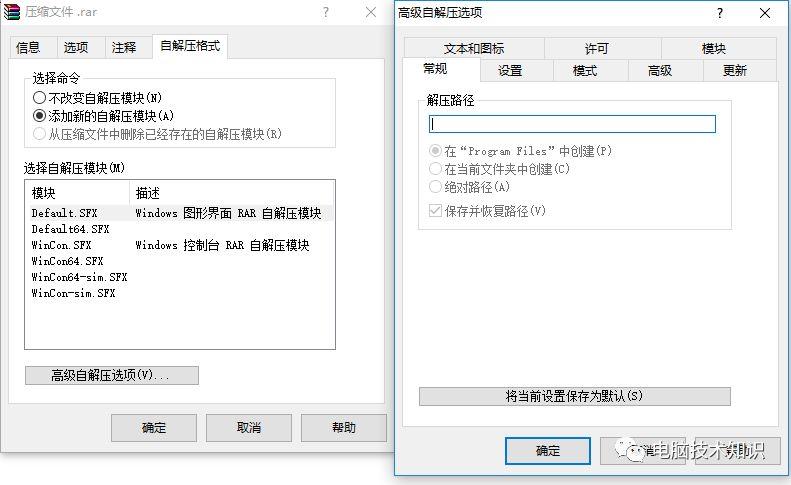 压缩文件 .rar
信息 选项 注释 自解压格式
选择命令
不改变自解压模块(N)
添加新的自解压模块(A)
从压缩文件中删除已经存在的自解压模块(R)
选择自解压模块(M)
模块 描述
Default.SFX Windows 图形界面 RAR 自解压模块
Default64.SFX
WinCon.SFX Windows 控制台 RAR 自解压模块
WinCon64.SFX
WinCon64-sim.SFX
WinCon-sim.SFX
高级自解压选项(V)...
确定 取消 帮助
高级自解压选项
文本和图标 许可 模块
常规 设置 模式 高级 更新
解压路径
在“Program Files”中创建(P)
在当前文件夹中创建(C)
绝对路径(A)
保存并恢复路径(V)
将当前设置保存为默认(S)
确定
电脑技术知识